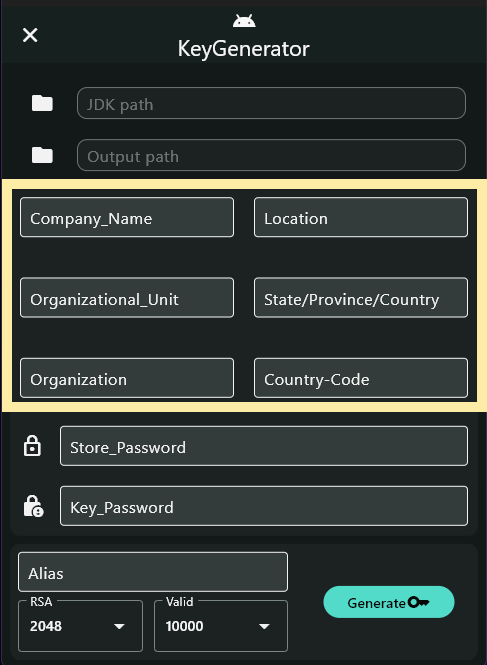 KeyGenerator
JDK path
Output path
Company_Name
Location
Organizational_Unit
State/Province/Country
Organization
Country-Code
Store_Password
Key_Password
Alias
RSA
2048
Valid
10000
Generate